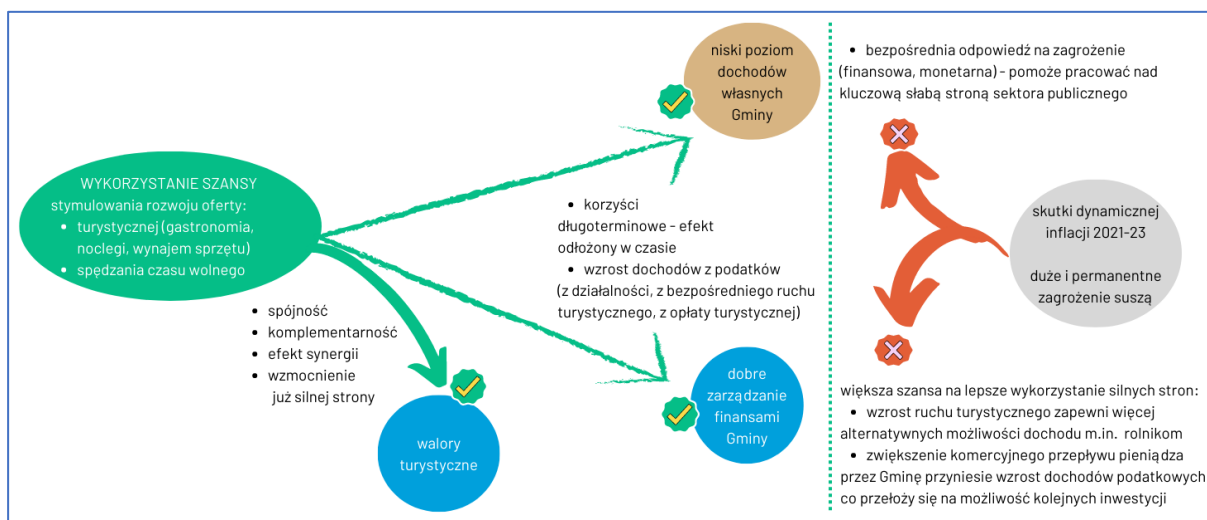 WYKORZYSTANIE SZANSY
stymulowania rozwoju oferty:
• turystycznej (gastronomia,
noclegi, wynajem sprzętu)
• spędzania czasu wolnego
• spójność
• komplementarność
• efekt synergii
• wzmocnienie
już silnej strony
walory
turystyczne
niski poziom
dochodów
własnych
Gminy
• korzyści
długoterminowe - efekt
odłożony w czasie
• wzrost dochodów z podatków
(z działalności, z bezpośredniego ruchu
turystycznego, z opłaty turystycznej)
dobre
zarządzanie
finansami
Gminy
• bezpośrednia odpowiedź na zagrożenie
(finansowa, monetarna) - pomoże pracować nad
kluczową słabą stroną sektora publicznego
skutki dynamicznej
inflacji 2021-23
duże i permanentne
zagrożenie suszą
większa szansa na lepsze wykorzystanie silnych stron:
• wzrost ruchu turystycznego zapewni więcej
alternatywnych możliwości dochodu m.in. rolnikom
• zwiększenie komercyjnego przepływu pieniądza
przez Gminę przyniesie wzrost dochodów podatkowych
co przełoży się na możliwość kolejnych inwestycji